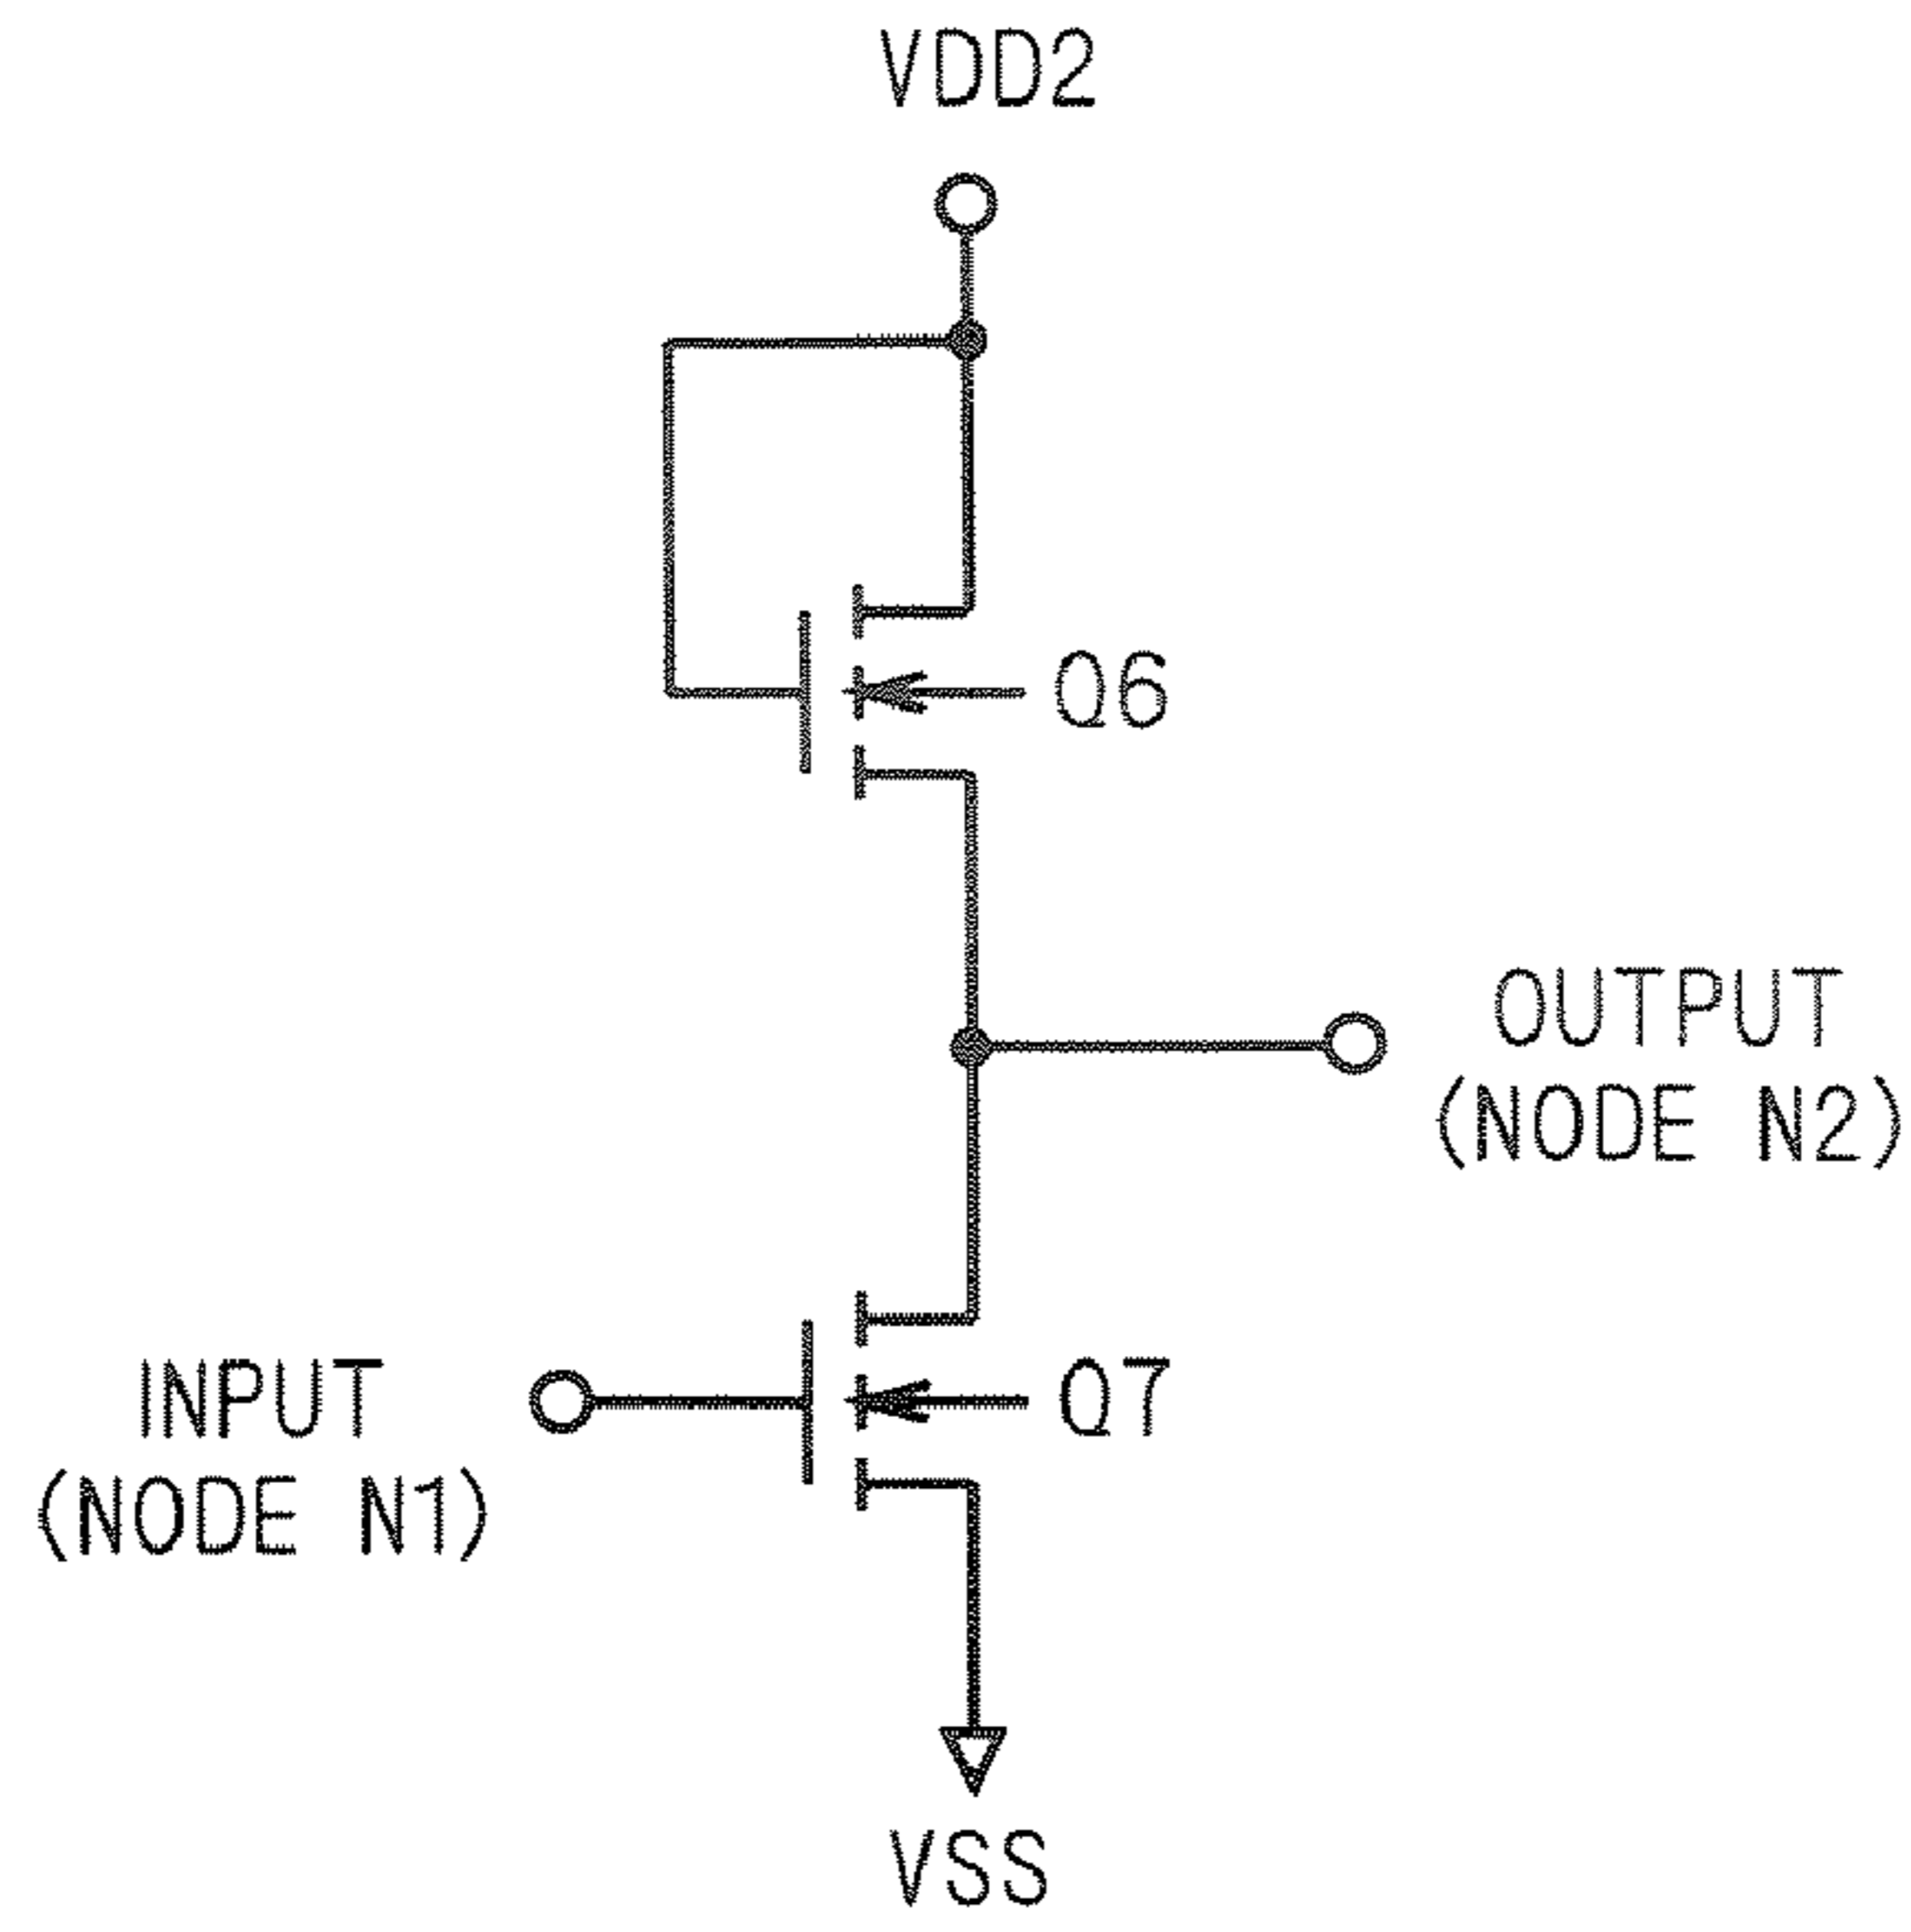 VDD2
Q6
OUTPUT
(NODE N2)
INPUT
(NODE N1)
Q7
VSS